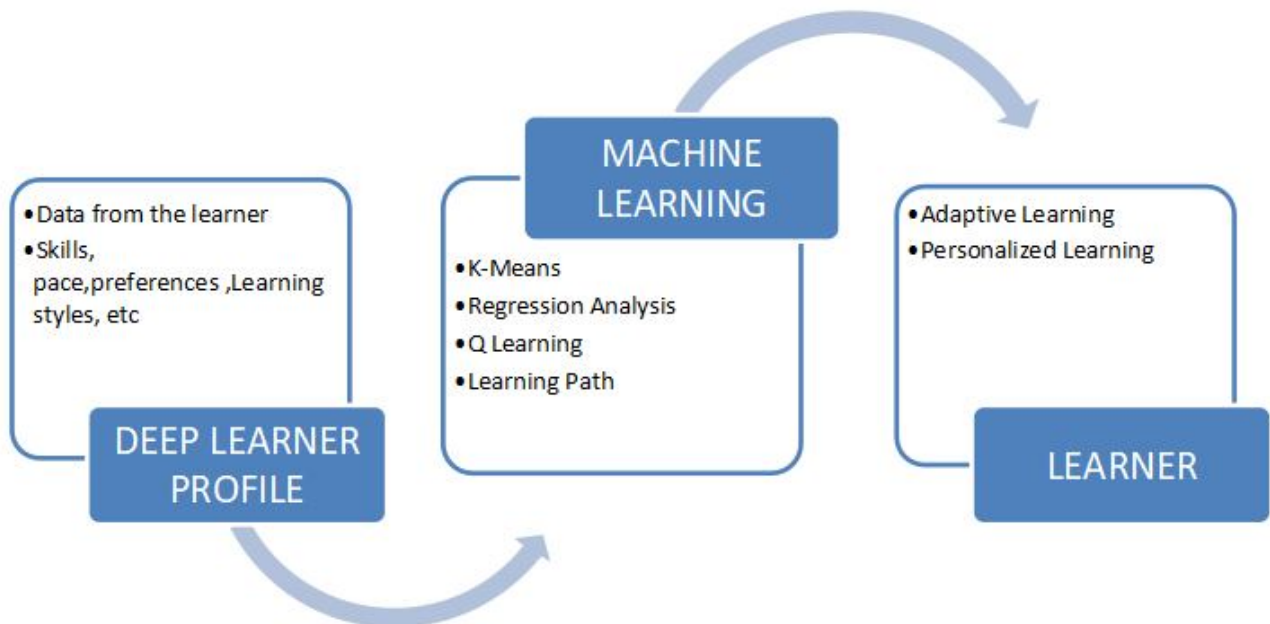 •Data from the learner
•Skills,
pace,preferences ,Learning
styles, etc
DEEP LEARNER
PROFILE
MACHINE
LEARNING
•K-Means
•Regression Analysis
•Q Learning
•Learning Path
•Adaptive Learning
•Personalized Learning
LEARNER